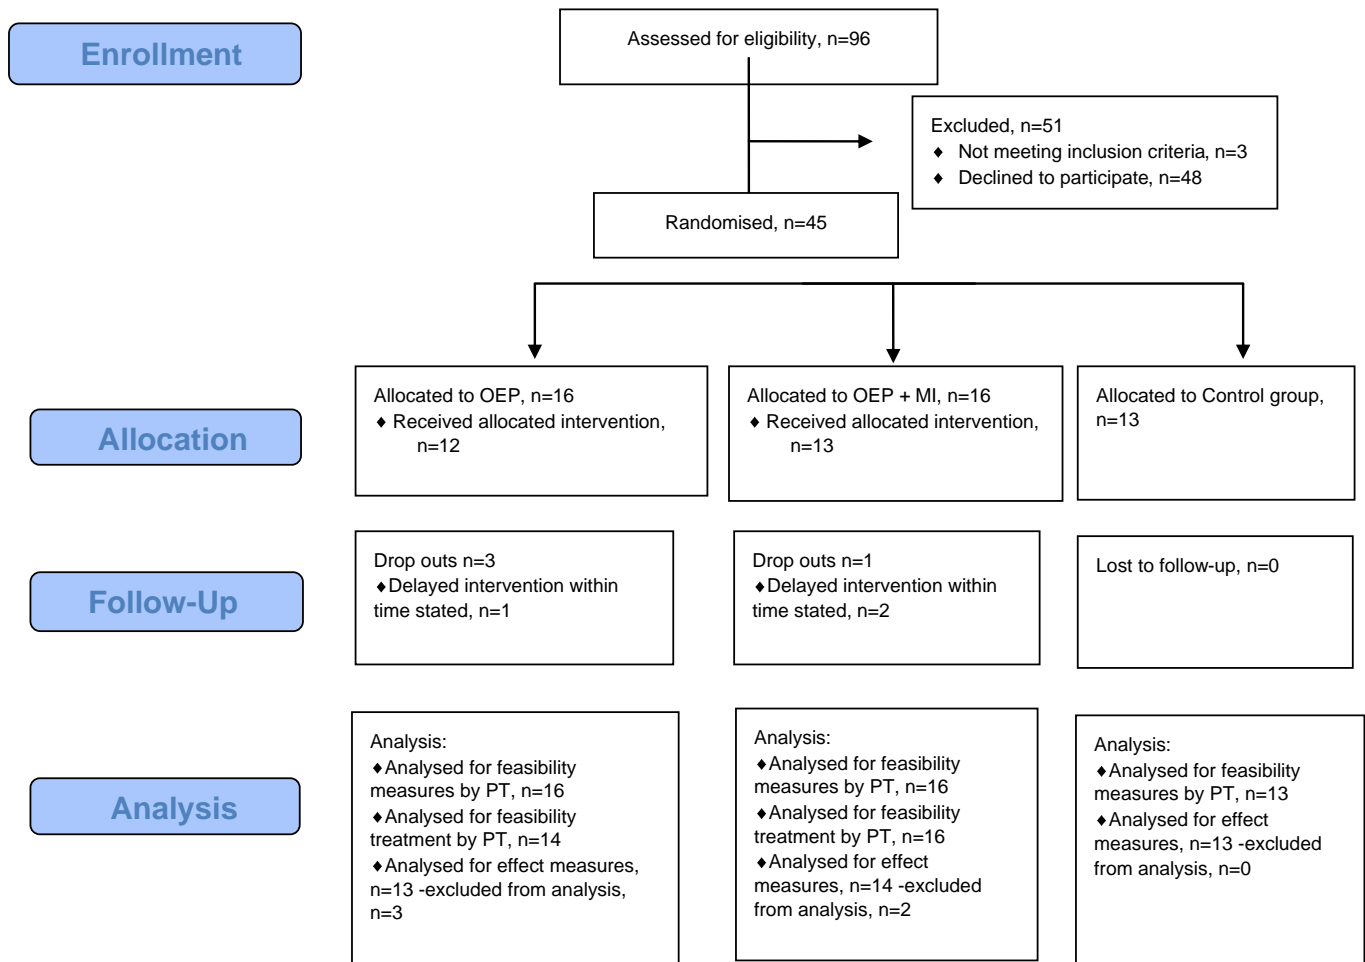 Enrollment
Assessed for eligibility, n=96
Excluded, n=51
♦ Not meeting inclusion criteria, n=3
♦ Declined to participate, n=48
Randomised, n=45
Allocation
Allocated to OEP, n=16
♦ Received allocated intervention,
n=12
Allocated to OEP + MI, n=16
♦ Received allocated intervention,
n=13
Allocated to Control group,
n=13
Follow-Up
Drop outs n=3
♦Delayed intervention within
time stated, n=1
Drop outs n=1
♦Delayed intervention within
time stated, n=2
Lost to follow-up, n=0
Analysis
Analysis:
♦Analysed for feasibility
measures by PT, n=16
♦Analysed for feasibility
treatment by PT, n=14
♦Analysed for effect measures,
n=13 -excluded from analysis,
n=3
Analysis:
♦Analysed for feasibility
measures by PT, n=16
♦Analysed for feasibility
treatment by PT, n=16
♦Analysed for effect
measures, n=14 -excluded
from analysis, n=2
Analysis:
♦Analysed for feasibility
measures by PT, n=13
♦Analysed for effect
measures, n=13 -excluded
from analysis, n=0